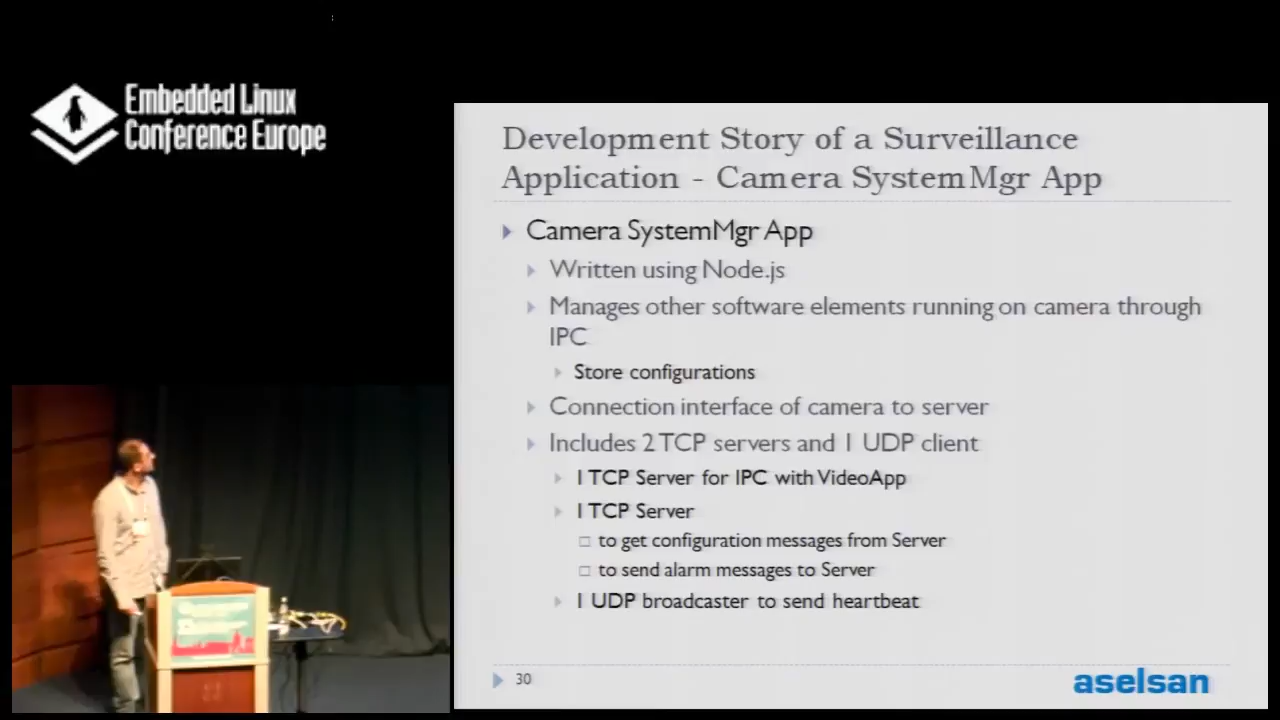 Embedded Linux
Conference Europe
Development Story of a Surveillance
Application - Camera SystemMgr App
Camera SystemMgr App
Written using Node.js
Manages other software elements running on camera through
IPC
Store configurations
Connection interface of camera to server
Includes 2 TCP servers and 1 UDP client
1 TCP Server for IPC with VideoApp
1 TCP Server
to get configuration messages from Server
to send alarm messages to Server
1 UDP broadcaster to send heartbeat
30
aselsan